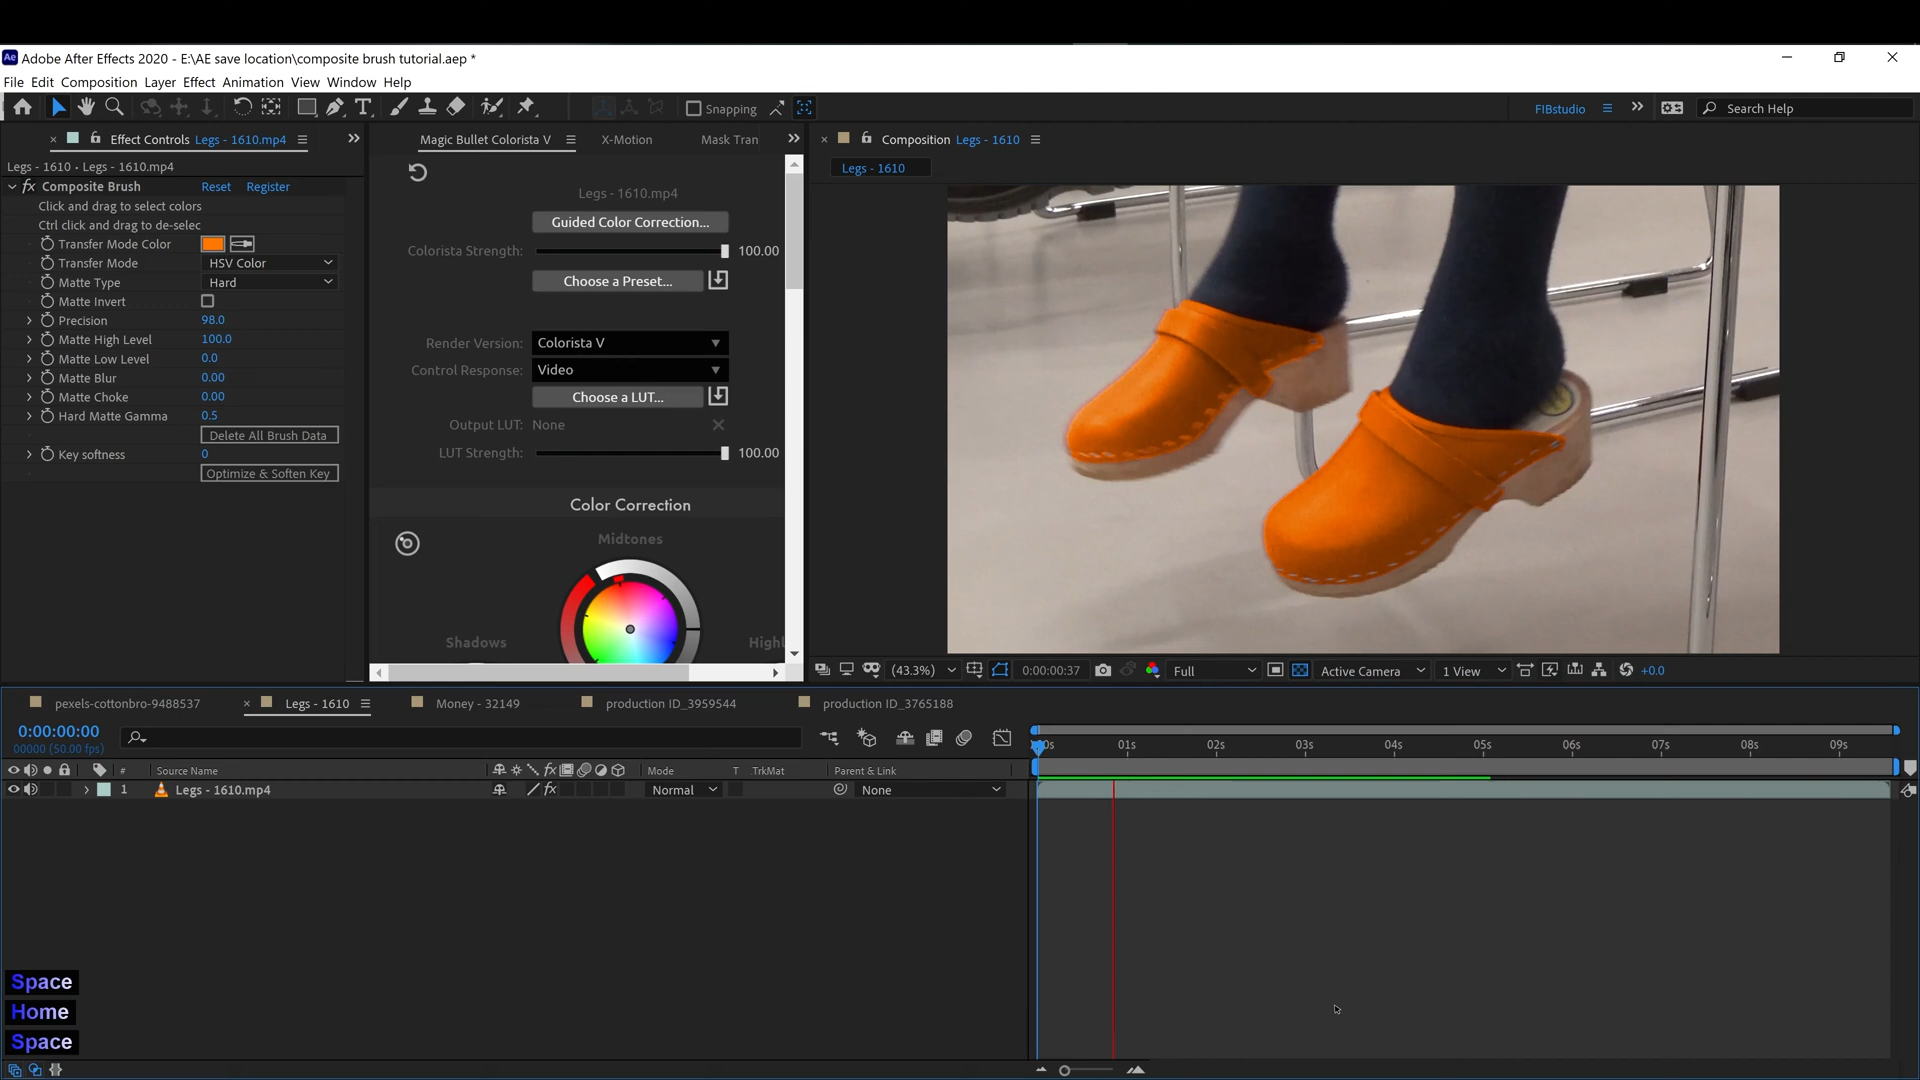 Ae Adobe After Effects 2020 - E:\AE save location\composite brush tutorial.aep *
File Edit Composition Layer Effect Animation View Window Help
Snapping
FIBstudio
Search Help
Effect Controls Legs - 1610.mp4
Legs - 1610 • Legs - 1610.mp4
fx Composite Brush Reset Register
Click and drag to select colors
Ctrl click and drag to de-selec
Transfer Mode Color
Transfer Mode HSV Color
Matte Type Hard
Matte Invert
Precision 98.0
Matte High Level 100.0
Matte Low Level 0.0
Matte Blur 0.00
Matte Choke 0.00
Hard Matte Gamma 0.5
Delete All Brush Data
Key softness 0
Optimize & Soften Key
Magic Bullet Colorista V X-Motion Mask Tran
Legs - 1610.mp4
Guided Color Correction...
Colorista Strength: 100.00
Choose a Preset...
Render Version: Colorista V
Control Response: Video
Choose a LUT...
Output LUT: None
LUT Strength: 100.00
Color Correction
Midtones
Shadows Highl
Composition Legs - 1610
Legs - 1610
(43.3%) 0:00:00:37 Full Active Camera 1 View +0.0
pexels-cottonbro-9488537 Legs - 1610 Money - 32149 production ID_3959544 production ID_3765188
0:00:00:00
00000 (50.00 fps)
00s 01s 02s 03s 04s 05s 06s 07s 08s 09s
# Source Name fx Mode T .TrkMat Parent & Link
1 Legs - 1610.mp4 fx Normal None
Space
Home
Space